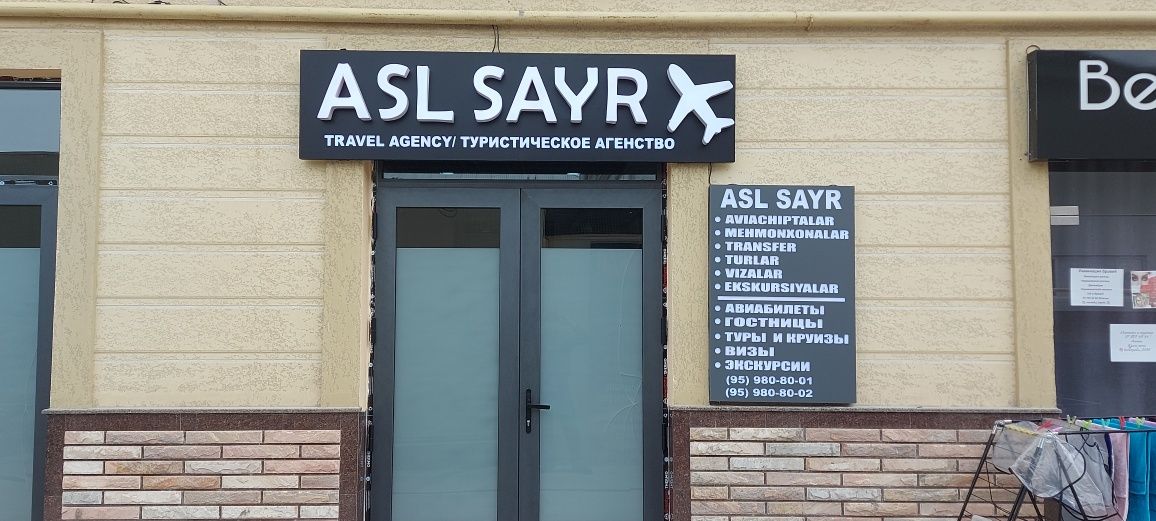 ASL SAYR
TRAVEL AGENCY/ ТУРИСТИЧЕСКОЕ АГЕНСТВО
Be
ASL SAYR
• AVIACHIPTALAR
• MEHMONXONALAR
• TRANSFER
• TURLAR
• VIZALAR
• EKSKURSIYALAR
• АВИАБИЛЕТЫ
• ГОСТНИЦЫ
• ТУРЫ И КРУИЗЫ
• ВИЗЫ
• ЭКСКУРСИИ
(95) 980-80-01
(95) 980-80-02